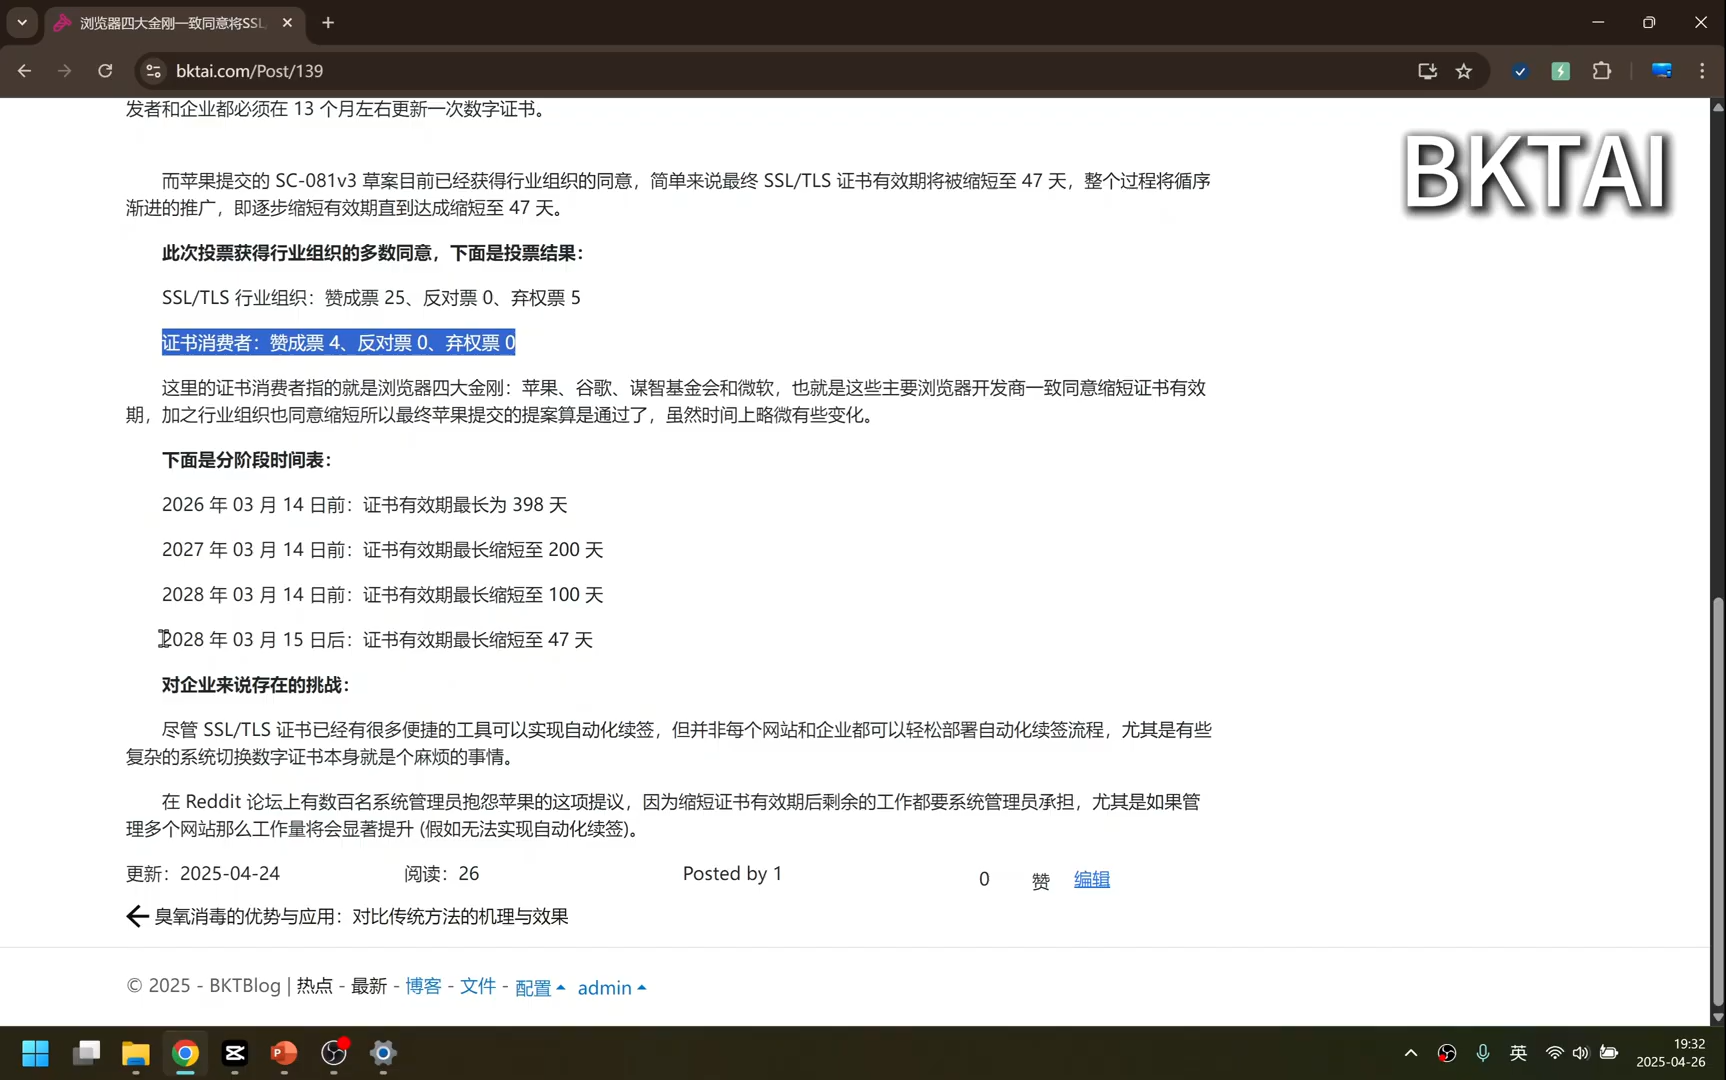 浏览器四大金刚一致同意将SSL
bktai.com/Post/139
发者和企业都必须在 13 个月左右更新一次数字证书。
BKTAI
而苹果提交的 SC-081v3 草案目前已经获得行业组织的同意，简单来说最终 SSL/TLS 证书有效期将被缩短至 47 天，整个过程将循序
渐进的推广，即逐步缩短有效期直到达成缩短至 47 天。
此次投票获得行业组织的多数同意，下面是投票结果：
SSL/TLS 行业组织：赞成票 25、反对票 0、弃权票 5
证书消费者：赞成票 4、反对票 0、弃权票 0
这里的证书消费者指的就是浏览器四大金刚：苹果、谷歌、谋智基金会和微软，也就是这些主要浏览器开发商一致同意缩短证书有效
期，加之行业组织也同意缩短所以最终苹果提交的提案算是通过了，虽然时间上略微有些变化。
下面是分阶段时间表：
2026 年 03 月 14 日前：证书有效期最长为 398 天
2027 年 03 月 14 日前：证书有效期最长缩短至 200 天
2028 年 03 月 14 日前：证书有效期最长缩短至 100 天
2028 年 03 月 15 日后：证书有效期最长缩短至 47 天
对企业来说存在的挑战：
尽管 SSL/TLS 证书已经有很多便捷的工具可以实现自动化续签，但并非每个网站和企业都可以轻松部署自动化续签流程，尤其是有些
复杂的系统切换数字证书本身就是个麻烦的事情。
在 Reddit 论坛上有数百名系统管理员抱怨苹果的这项提议，因为缩短证书有效期后剩余的工作都要系统管理员承担，尤其是如果管
理多个网站那么工作量将会显著提升 (假如无法实现自动化续签)。
更新：2025-04-24 阅读：26 Posted by 1 0 赞 编辑
臭氧消毒的优势与应用：对比传统方法的机理与效果
© 2025 - BKTBlog | 热点 - 最新 - 博客 - 文件 - 配置 admin
英
19:32
2025-04-26